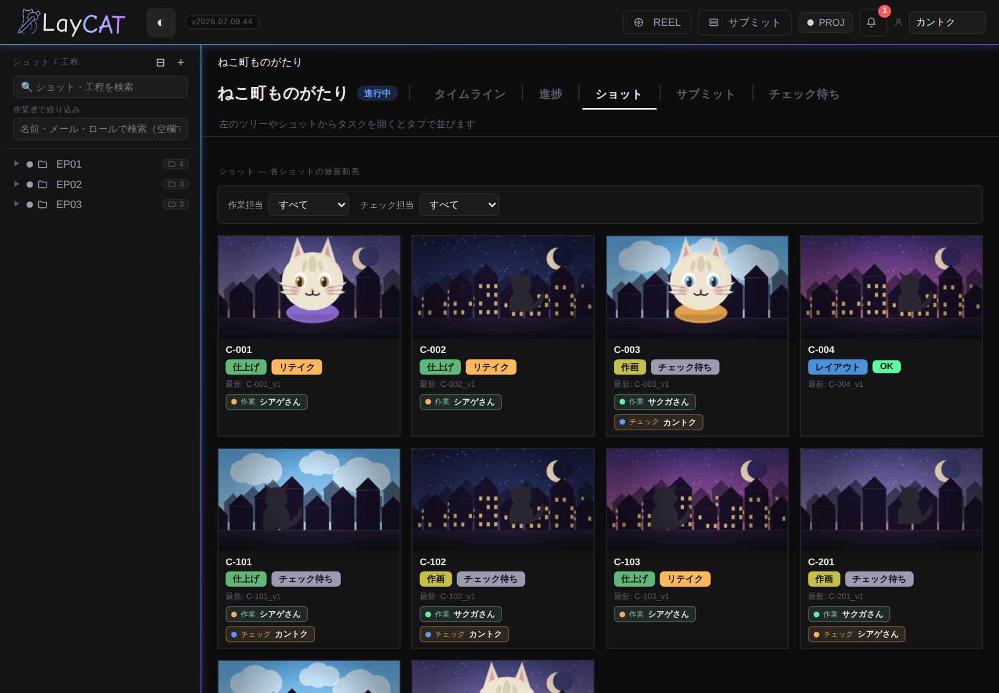 LayCAT
v2026.07.09.44
REEL
サブミット
PROJ
1
カントク
ショット / 工程
ショット・工程を検索
作業者で絞り込み
名前・メール・ロールで検索（空欄
EP01
4
EP02
3
EP03
3
ねこ町ものがたり
ねこ町ものがたり
進行中
タイムライン
進捗
ショット
サブミット
チェック待ち
左のツリーやショットからタスクを開くとタブで並びます
ショット — 各ショットの最新動画
作業担当
すべて
チェック担当
すべて
C-001
仕上げ リテイク
最新: C-001_v1
作業 シアゲさん
C-002
仕上げ リテイク
最新: C-002_v1
作業 シアゲさん
C-003
作画 チェック待ち
最新: C-003_v1
作業 サクガさん
チェック カントク
C-004
レイアウト OK
最新: C-004_v1
C-101
仕上げ チェック待ち
最新: C-101_v1
作業 シアゲさん
チェック カントク
C-102
作画 チェック待ち
最新: C-102_v1
作業 サクガさん
チェック カントク
C-103
仕上げ リテイク
最新: C-103_v1
作業 シアゲさん
C-201
作画 チェック待ち
最新: C-201_v1
作業 サクガさん
チェック シアゲさん